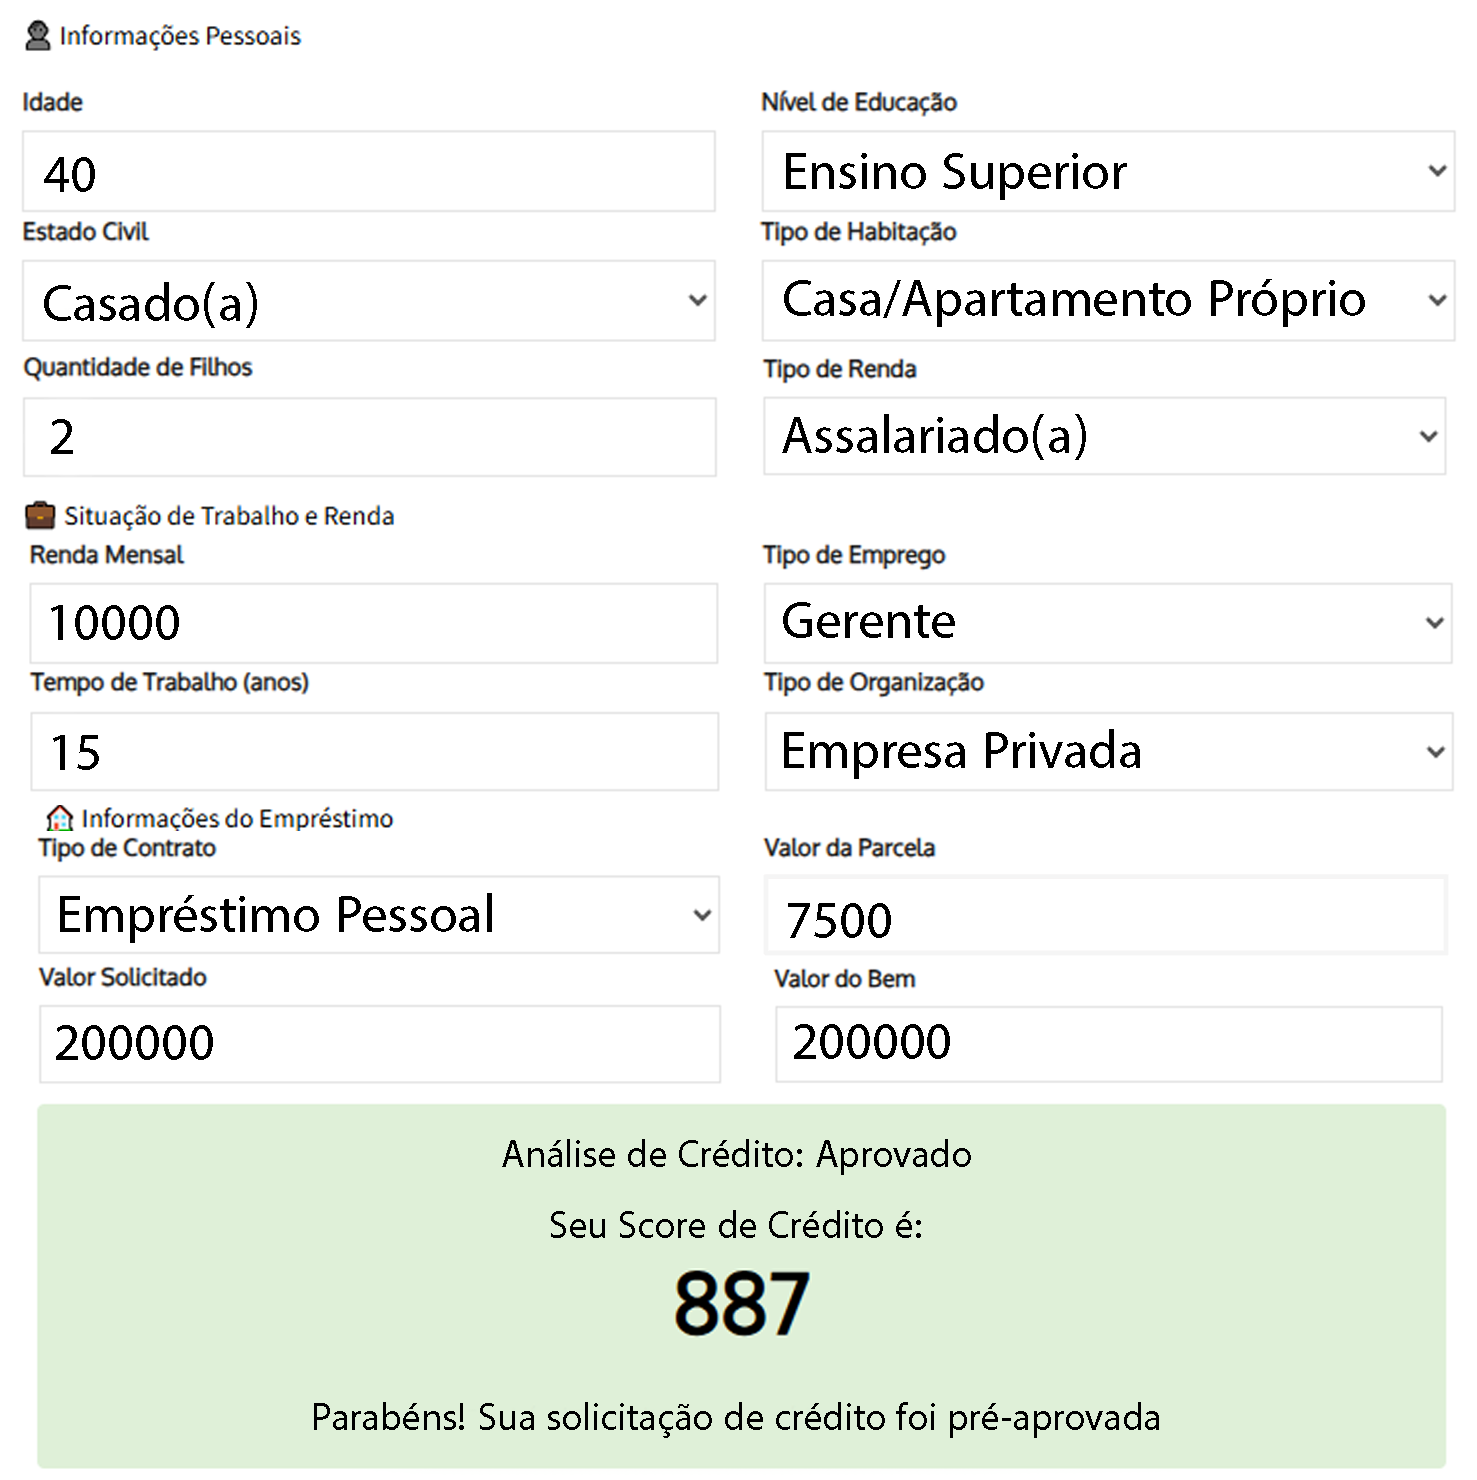 Informações Pessoais
Idade
Nível de Educação
40
Ensino Superior
Estado Civil
Tipo de Habitação
Casado(a)
Casa/Apartamento Próprio
Quantidade de Filhos
Tipo de Renda
2
Assalariado(a)
Situação de Trabalho e Renda
Renda Mensal
Tipo de Emprego
10000
Gerente
Tempo de Trabalho (anos)
Tipo de Organização
15
Empresa Privada
Informações do Empréstimo
Tipo de Contrato
Valor da Parcela
Empréstimo Pessoal
7500
Valor Solicitado
Valor do Bem
200000
200000
Análise de Crédito: Aprovado
Seu Score de Crédito é:
887
Parabéns! Sua solicitação de crédito foi pré-aprovada